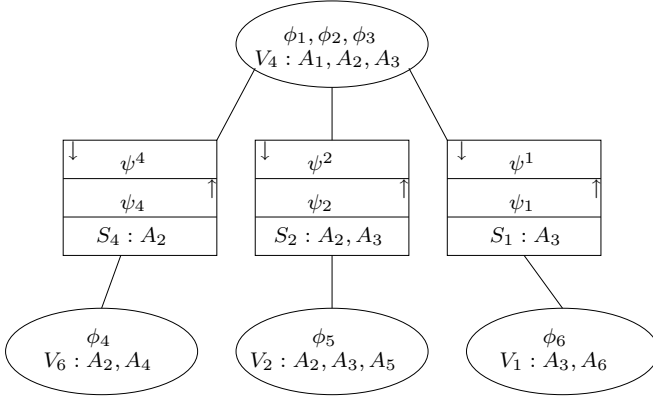 ϕ₁, ϕ₂, ϕ₃
V₄ : A₁, A₂, A₃
↓ ψ⁴
↓ ψ²
↓ ψ¹
ψ₄ ↑
ψ₂ ↑
ψ₁ ↑
S₄ : A₂
S₂ : A₂, A₃
S₁ : A₃
ϕ₄
V₆ : A₂, A₄
ϕ₅
V₂ : A₂, A₃, A₅
ϕ₆
V₁ : A₃, A₆